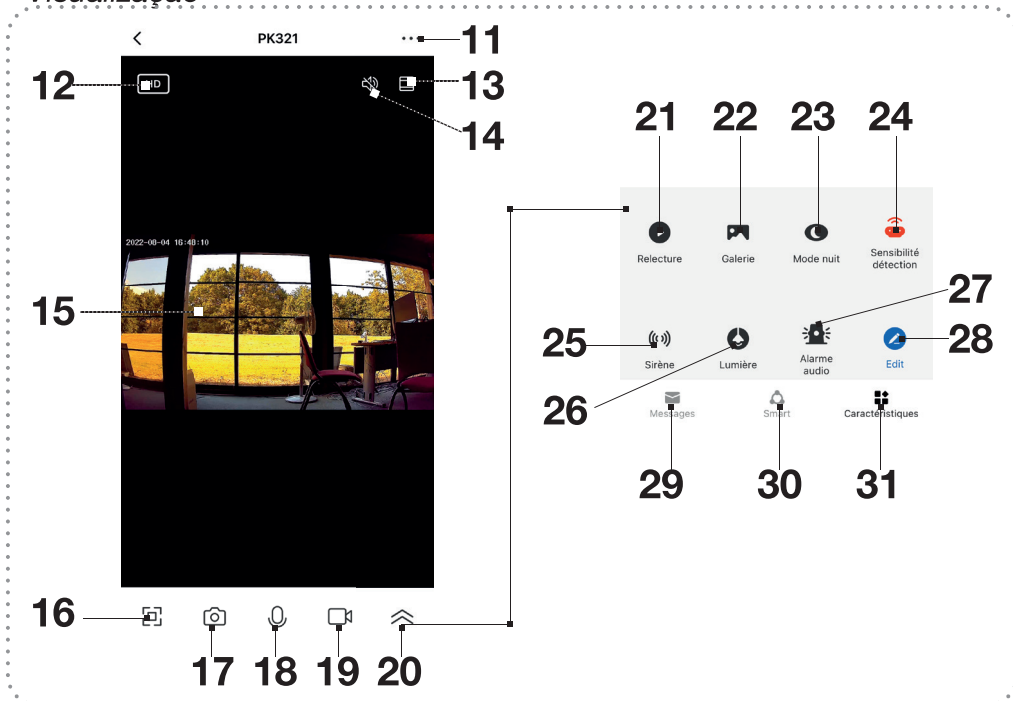 Visualização
PK321
11
12
HD
13
14
2022-08-04 16:48:10
15
16
17
18
19
20
21
22
23
24
Relecture
Galerie
Mode nuit
Sensibilité
détection
27
25
28
Sirène
Lumière
Alarme
audio
Edit
26
Messages
Smart
Caractéristiques
29
30
31